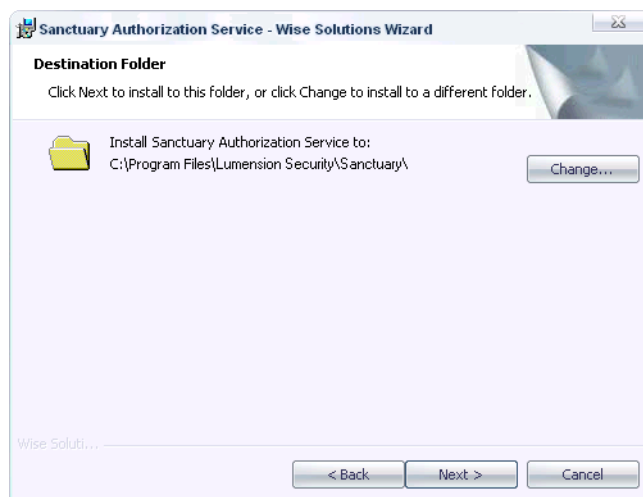 Sanctuary Authorization Service - Wise Solutions Wizard
Destination Folder
Click Next to install to this folder, or click Change to install to a different folder.
Install Sanctuary Authorization Service to:
C:\Program Files\Lumension Security\Sanctuary\
Change...
Wise Soluti...
< Back
Next >
Cancel